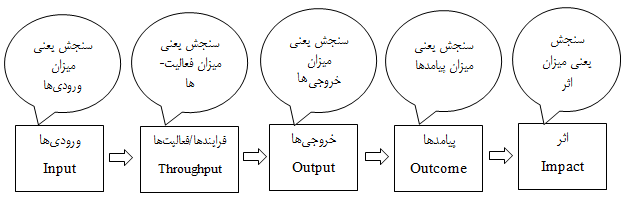 سنجش یعنی
میزان
ورودی‌ها
سنجش یعنی
میزان فعالیت-
ها
سنجش یعنی
میزان
خروجی‌ها
سنجش یعنی
میزان پیامدها
سنجش
یعنی میزان
اثر
ورودی‌ها
Input
فرایندها/فعالیت‌ها
Throughput
خروجی‌ها
Output
پیامدها
Outcome
اثر
Impact